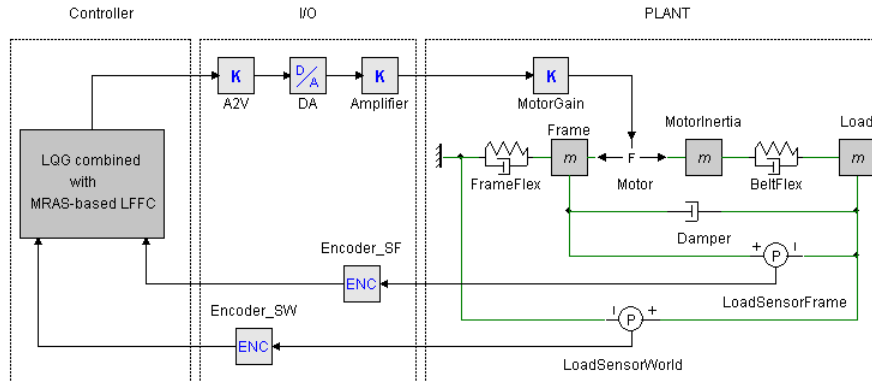 Controller
I/O
PLANT
K
D/A
K
K
A2V
DA
Amplifier
MotorGain
Frame
MotorInertia
Load
LQG combined
with
MRAS-based LFFC
m
F
m
m
FrameFlex
Motor
BeltFlex
Damper
Encoder_SF
+
P
I
ENC
LoadSensorFrame
Encoder_SW
I
P
+
ENC
LoadSensorWorld